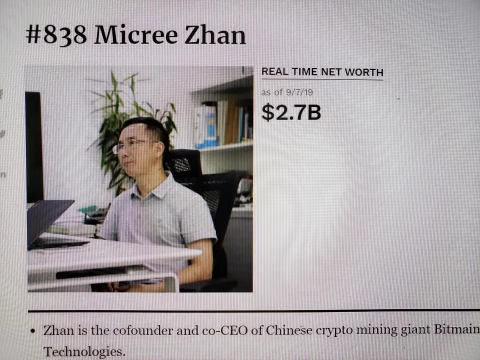 #838 Micree Zhan
REAL TIME NET WORTH
as of 9/7/19
$2.7B
• Zhan is the cofounder and co-CEO of Chinese crypto mining giant Bitmain
Technologies.